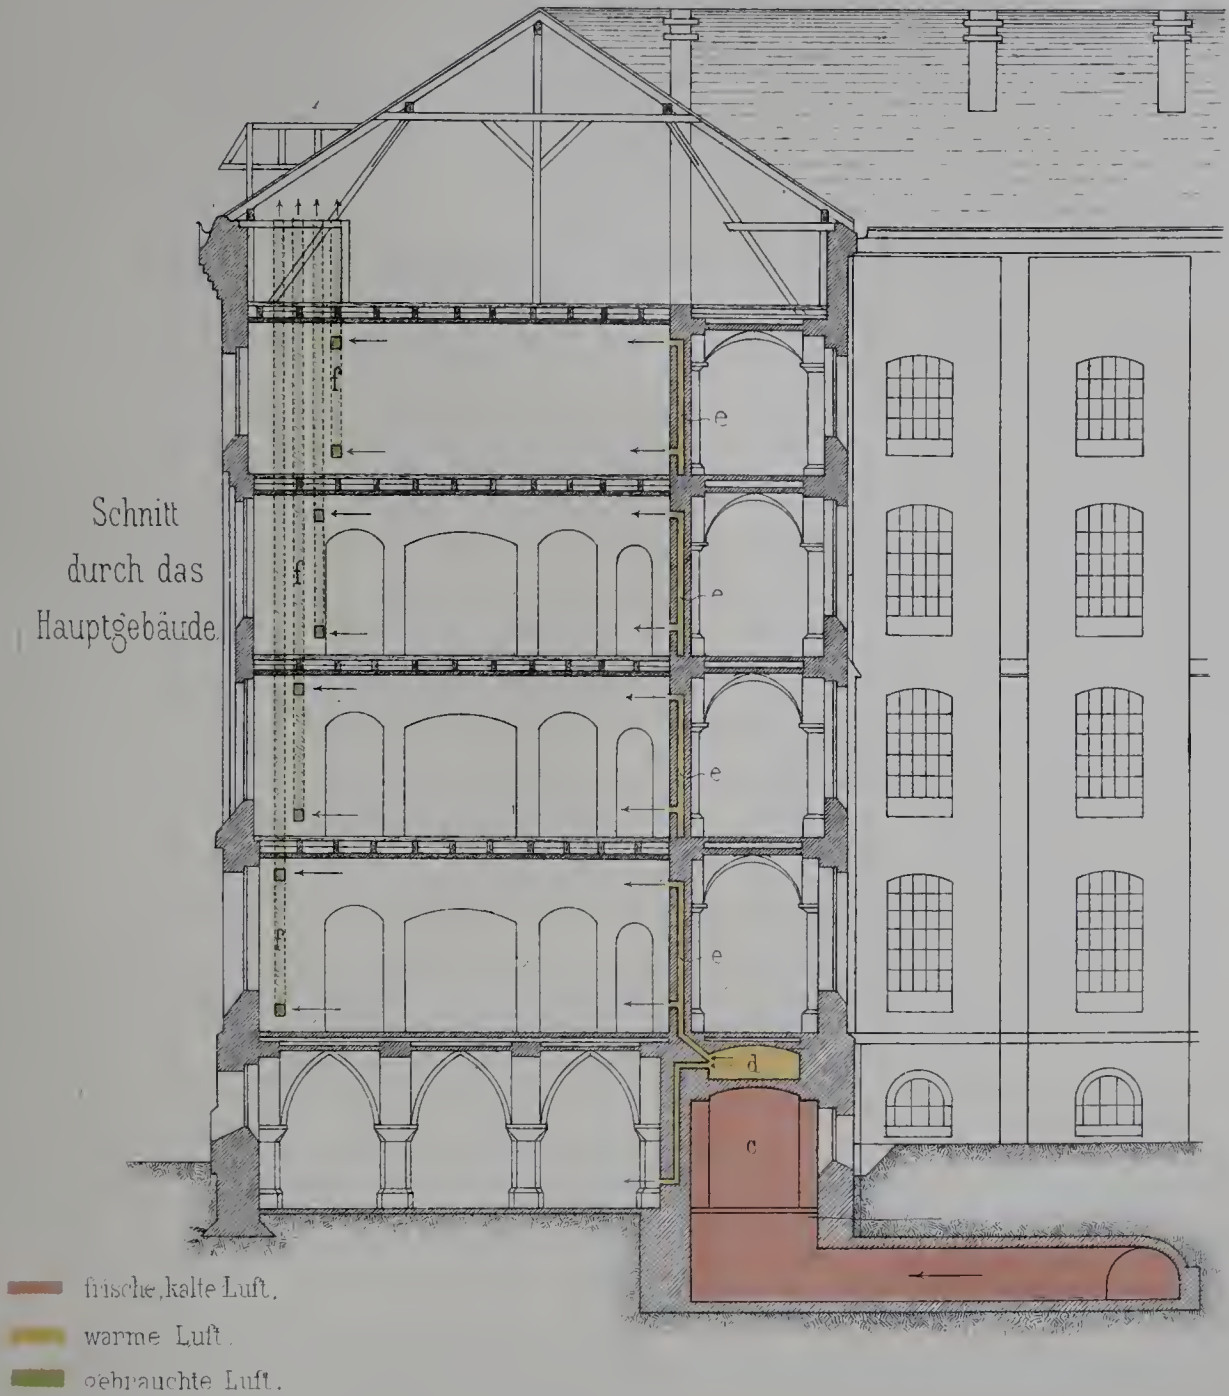 Schnitt
durch das
Hauptgebäude.
f
e
f
e
e
e
d
c
frische, kalte Luft.
warme Luft.
gebrauchte Luft.